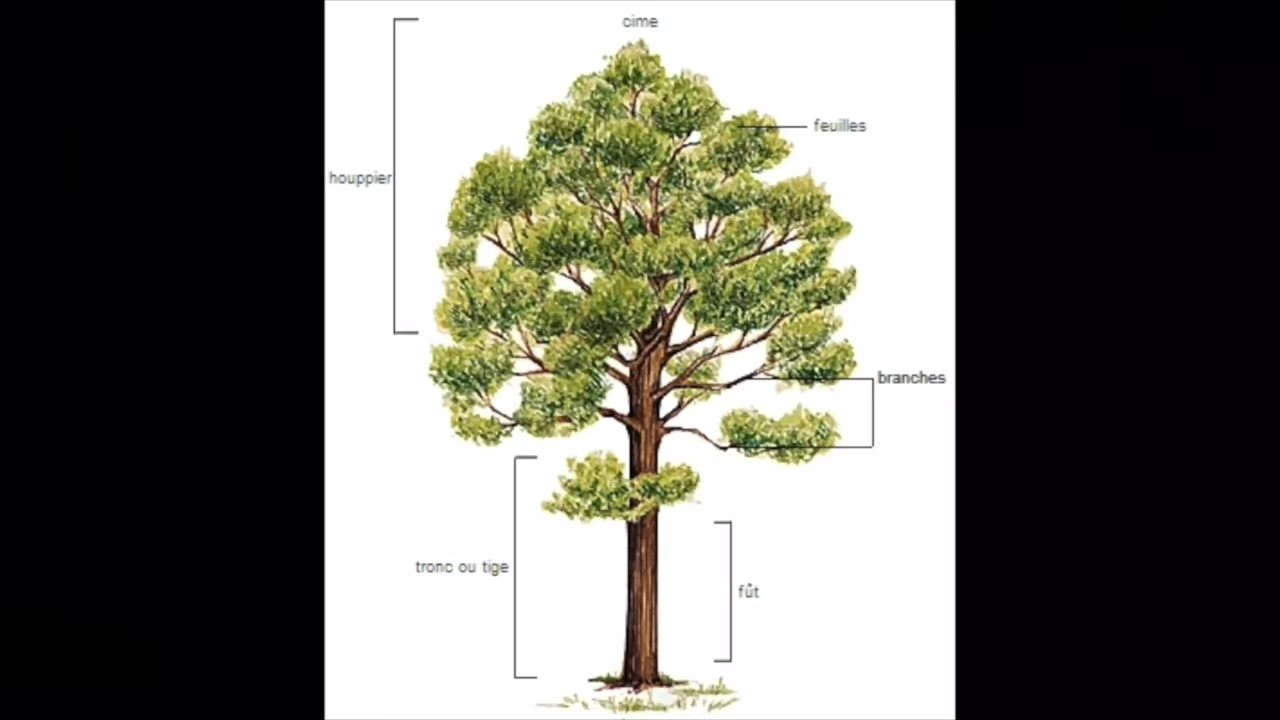 cime
feuilles
houppier
branches
tronc ou tige
fût